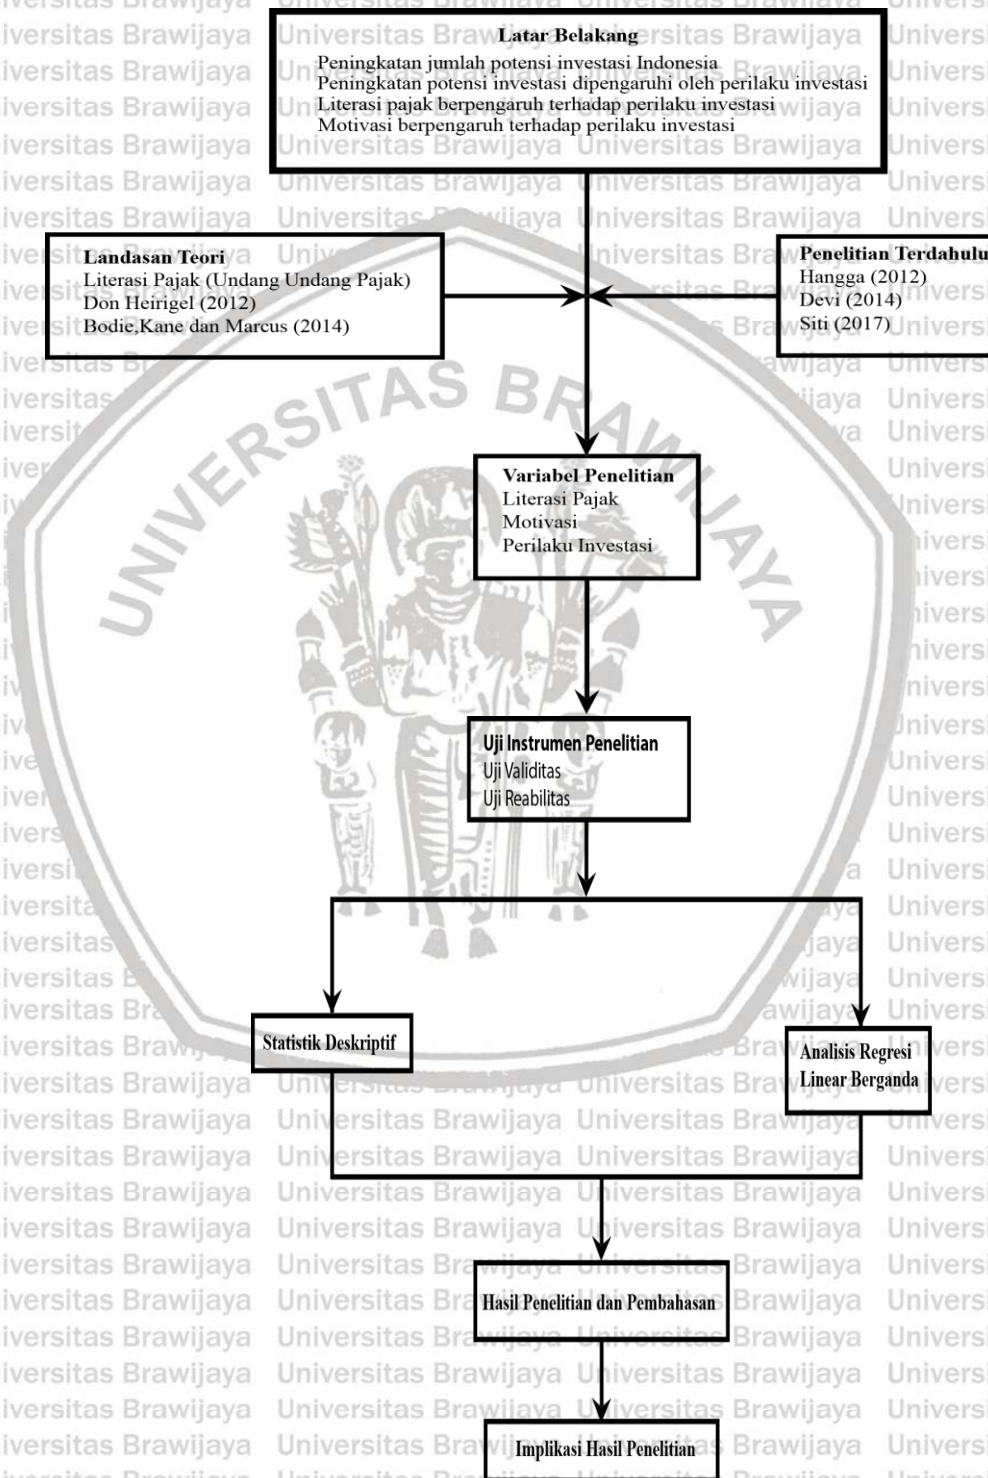 Latar Belakang
Peningkatan jumlah potensi investasi Indonesia
Peningkatan potensi investasi dipengaruhi oleh perilaku investasi
Literasi pajak berpengaruh terhadap perilaku investasi
Motivasi berpengaruh terhadap perilaku investasi
Landasan Teori
Literasi Pajak (Undang Undang Pajak)
Don Heirigel (2012)
Bodie,Kane dan Marcus (2014)
Penelitian Terdahulu
Hangga (2012)
Devi (2014)
Siti (2017)
UNIVERSITAS BRAWIJAYA
Variabel Penelitian
Literasi Pajak
Motivasi
Perilaku Investasi
Uji Instrumen Penelitian
Uji Validitas
Uji Reabilitas
Statistik Deskriptif
Analisis Regresi
Linear Berganda
Hasil Penelitian dan Pembahasan
Implikasi Hasil Penelitian